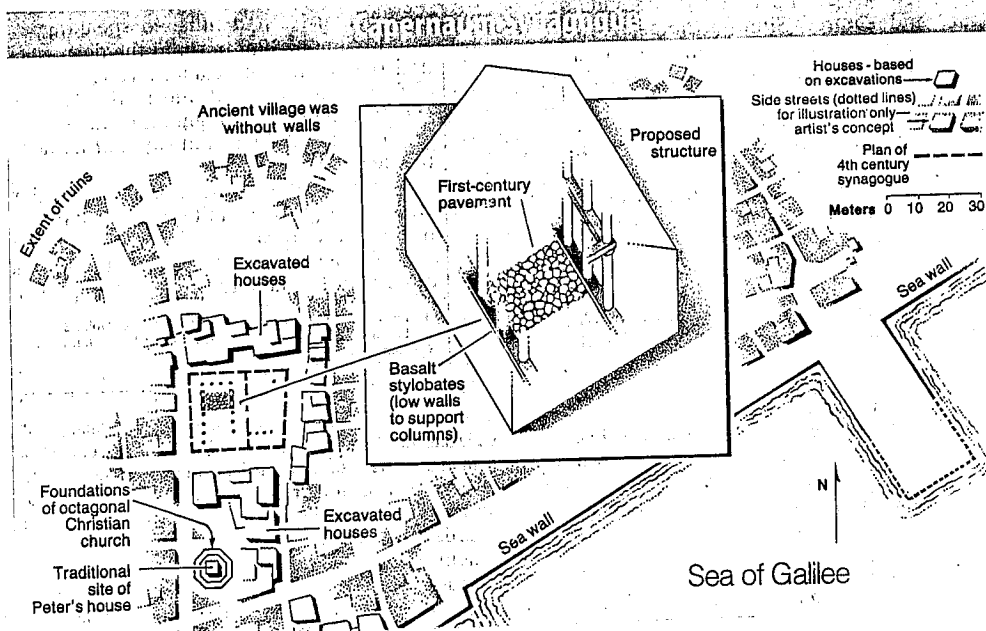 Capernaum Synagogue
Ancient village was
without walls
Extent of ruins
Excavated
houses
Foundations
of octagonal
Christian
church
Traditional
site of
Peter's house
Excavated
houses
First-century
pavement
Proposed
structure
Basalt
stylobates
(low walls
to support
columns)
Houses - based
on excavations
Side streets (dotted lines)
for illustration only
artist's concept
Plan of
4th century
synagogue
Meters 0 10 20 30
Sea wall
Sea wall
N
Sea of Galilee